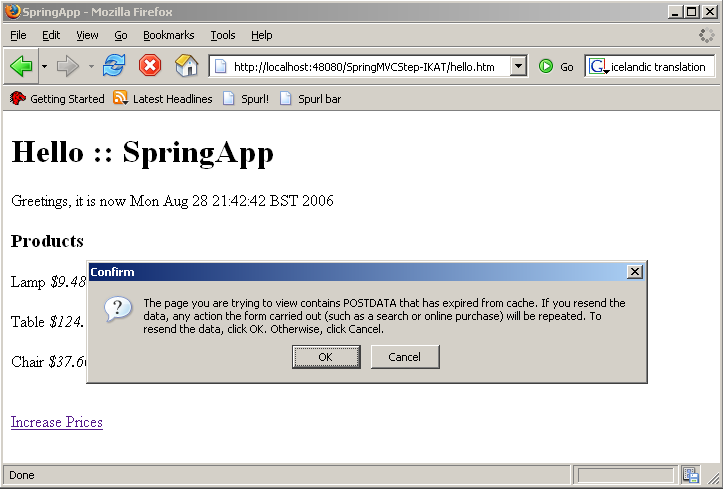 SpringApp - Mozilla Firefox
File Edit View Go Bookmarks Tools Help
http://localhost:48080/SpringMVCStep-IKAT/hello.htm Go G icelandic translation
Getting Started Latest Headlines Spurl! Spurl bar
Hello :: SpringApp
Greetings, it is now Mon Aug 28 21:42:42 BST 2006
Products
Confirm
Lamp $9.48
The page you are trying to view contains POSTDATA that has expired from cache. If you resend the
data, any action the form carried out (such as a search or online purchase) will be repeated. To
resend the data, click OK. Otherwise, click Cancel.
Table $124.
OK Cancel
Chair $37.6
Increase Prices
Done